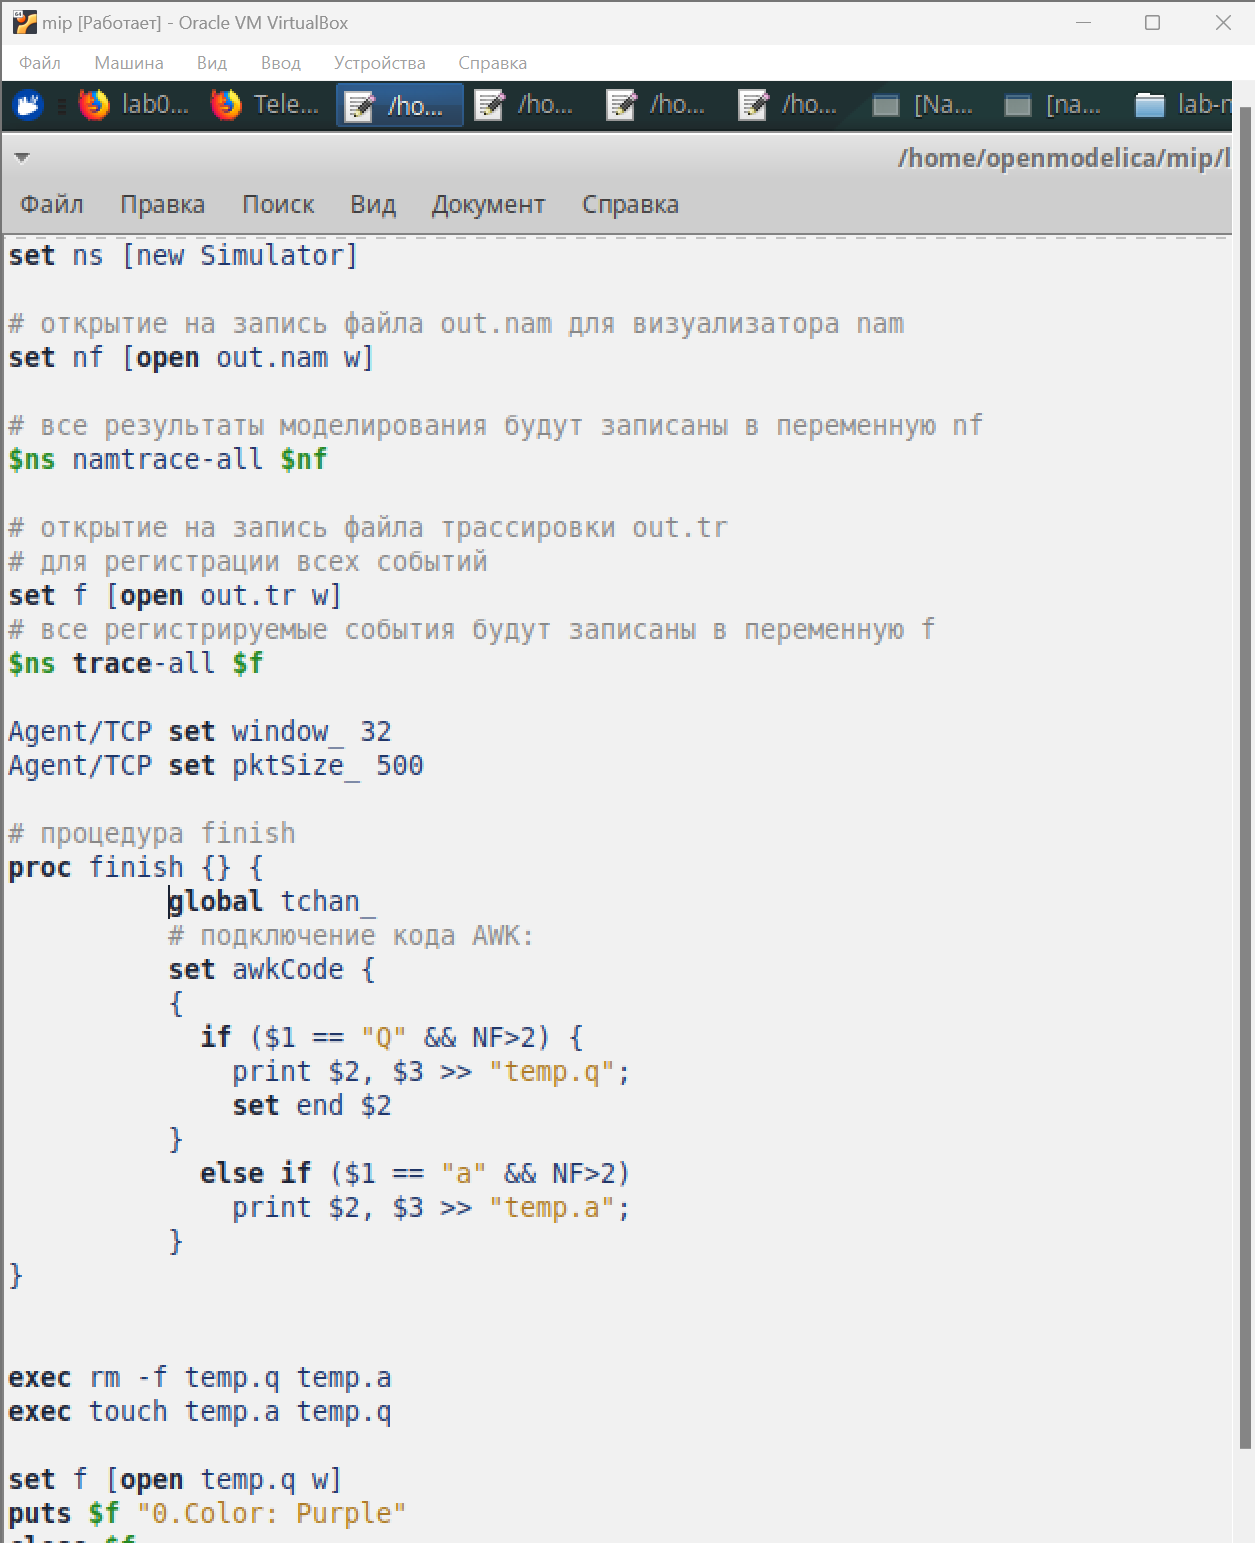 mip [Работает] - Oracle VM VirtualBox
Файл Машина Вид Ввод Устройства Справка
lab0... Tele... /ho... /ho... /ho... /ho... [Na... [na... lab-n
/home/openmodelica/mip/l
Файл Правка Поиск Вид Документ Справка
set ns [new Simulator]
# открытие на запись файла out.nam для визуализатора nam
set nf [open out.nam w]
# все результаты моделирования будут записаны в переменную nf
$ns namtrace-all $nf
# открытие на запись файла трассировки out.tr
# для регистрации всех событий
set f [open out.tr w]
# все регистрируемые события будут записаны в переменную f
$ns trace-all $f
Agent/TCP set window_ 32
Agent/TCP set pktSize_ 500
# процедура finish
proc finish {} {
global tchan_
# подключение кода AWK:
set awkCode {
{
if ($1 == "Q" && NF>2) {
print $2, $3 >> "temp.q";
set end $2
}
else if ($1 == "a" && NF>2)
print $2, $3 >> "temp.a";
}
}
exec rm -f temp.q temp.a
exec touch temp.a temp.q
set f [open temp.q w]
puts $f "0.Color: Purple"
close $f